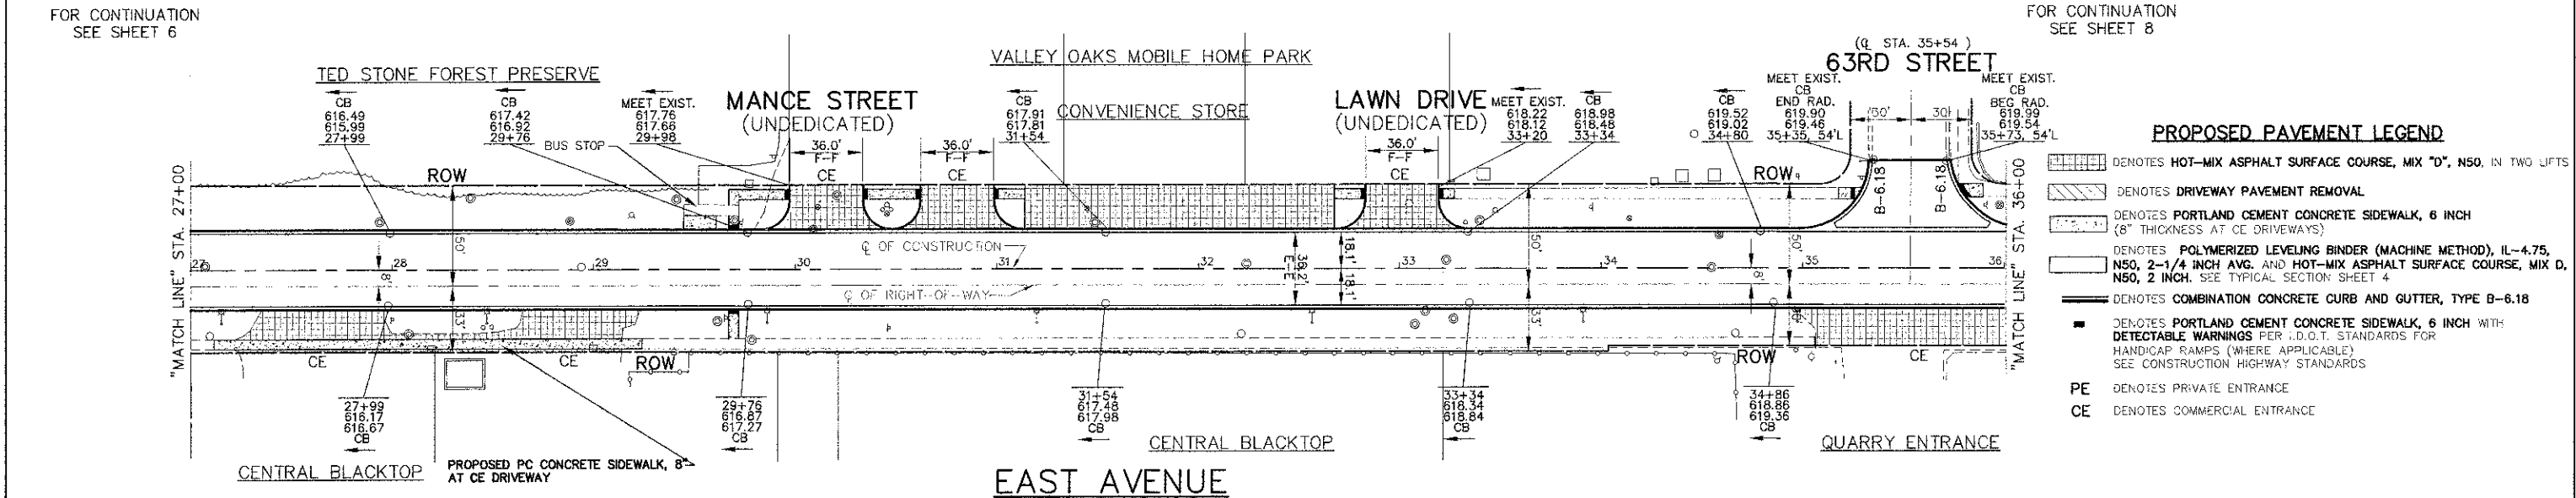 FOR CONTINUATION
SEE SHEET 6
FOR CONTINUATION
SEE SHEET 8
TED STONE FOREST PRESERVE
VALLEY OAKS MOBILE HOME PARK
CONVENIENCE STORE
(℄ STA. 35+54 )
63RD STREET
CB
616.49
615.99
27+99
CB
617.42
616.92
29+76
MEET EXIST.
617.76
617.66
29+98
BUS STOP
MANCE STREET
(UNDEDICATED)
36.0'
F-F
CE
36.0'
F-F
CE
CB
617.91
617.81
31+54
LAWN DRIVE
(UNDEDICATED)
36.0'
F-F
CE
MEET EXIST.
618.22
618.12
33+20
CB
618.98
618.48
33+34
CB
619.52
619.02
34+80
MEET EXIST.
CB
END RAD.
619.90
619.46
35+35, 54'L
50'
30'
MEET EXIST.
CB
BEG RAD.
619.99
619.54
35+73, 54'L
ROW
ROW
B-6.18
B-6.18
"MATCH LINE" STA. 27+00
"MATCH LINE" STA. 36+00
27
28
29
30
31
32
33
34
35
36
℄ OF CONSTRUCTION
℄ OF RIGHT-OF-WAY
50'
8'
33'
36.2'
E-E
18.1'
18.1'
50'
33'
50'
8'
CE
CE
ROW
ROW
CE
27+99
616.17
616.67
CB
29+76
616.87
617.27
CB
31+54
617.48
617.98
CB
33+34
618.34
618.84
CB
34+86
618.86
619.36
CB
CENTRAL BLACKTOP
PROPOSED PC CONCRETE SIDEWALK, 8"
AT CE DRIVEWAY
CENTRAL BLACKTOP
QUARRY ENTRANCE
EAST AVENUE
PROPOSED PAVEMENT LEGEND
DENOTES HOT-MIX ASPHALT SURFACE COURSE, MIX "D", N50, IN TWO LIFTS
DENOTES DRIVEWAY PAVEMENT REMOVAL
DENOTES PORTLAND CEMENT CONCRETE SIDEWALK, 6 INCH
(8" THICKNESS AT CE DRIVEWAYS)
DENOTES POLYMERIZED LEVELING BINDER (MACHINE METHOD), IL-4.75,
N50, 2-1/4 INCH AVG. AND HOT-MIX ASPHALT SURFACE COURSE, MIX D,
N50, 2 INCH. SEE TYPICAL SECTION SHEET 4
DENOTES COMBINATION CONCRETE CURB AND GUTTER, TYPE B-6.18
DENOTES PORTLAND CEMENT CONCRETE SIDEWALK, 6 INCH WITH
DETECTABLE WARNINGS PER I.D.O.T. STANDARDS FOR
HANDICAP RAMPS (WHERE APPLICABLE)
SEE CONSTRUCTION HIGHWAY STANDARDS
PE DENOTES PRIVATE ENTRANCE
CE DENOTES COMMERCIAL ENTRANCE